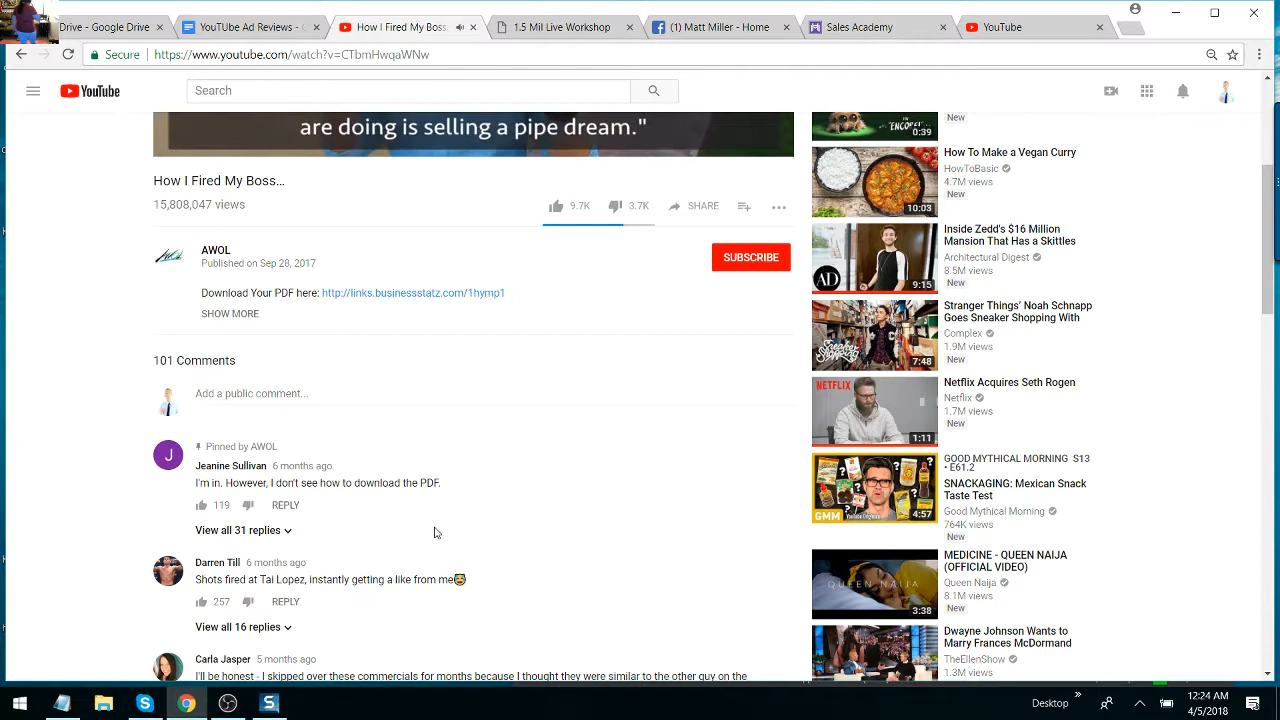 Drive - Google Drive
YouTube Ad Reviews -
How I Fired My Boss...
1.5 Mil Live Workshop
(1) Matt Miller - Home
Sales Academy
YouTube
Secure
https://www.youtube.com/watch?v=CTbmHwqaWNw
YouTube
Search
are doing is selling a pipe dream."
How I Fired My Boss...
15,808,047 views
9.7K
3.7K
SHARE
AWOL
Published on Sep 28, 2017
SUBSCRIBE
Download Your PDF here: http://links.businessstatz.com/1hymp1
SHOW MORE
101 Comments
Add a public comment...
J
Pinned by AWOL
Jeanne Sullivan 6 months ago
I'm in. However, I don't see how to download the PDF.
119
REPLY
View all 31 replies
Darren Till 6 months ago
Shots fired at Tai Lopez, instantly getting a like from me😂
257
REPLY
View all 16 replies
Carla Jasper 5 months ago
these commercials running because I thought you were similar to that other guy on the
"ENCORE!"
0:39
New
How To Make a Vegan Curry
HowToBasic
4.7M views
New
10:03
Inside Zedd's $16 Million
Mansion That Has a Skittles
Architectural Digest
8.5M views
New
AD
9:15
Stranger Things' Noah Schnapp
Goes Sneaker Shopping With
Complex
1.9M views
New
Sneaker
Shopping
7:48
Netflix Acquires Seth Rogen
Netflix
1.7M views
New
NETFLIX
1:11
GOOD MYTHICAL MORNING S13
• E61.2
SNACKAGING: Mexican Snack
Taste Test
Good Mythical Morning
764K views
New
GMM
YouTube Originals
4:57
MEDICINE - QUEEN NAIJA
(OFFICIAL VIDEO)
Queen Naija
8.1M views
New
QUEEN NAIJA
3:38
Dwayne Johnson Wants to
Marry Frances McDormand
TheEllenShow
1.3M views
Desktop
12:24 AM
4/5/2018